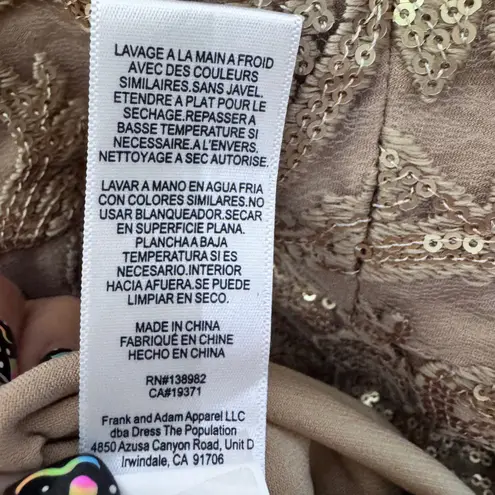 LAVAGE A LA MAIN A FROID
AVEC DES COULEURS
SIMILAIRES.SANS JAVEL.
ETENDRE A PLAT POUR LE
SECHAGE.REPASSER A
BASSE TEMPERATURE SI
NECESSAIRE.A L'ENVERS.
NETTOYAGE A SEC AUTORISE.
LAVAR A MANO EN AGUA FRIA
CON COLORES SIMILARES.NO
USAR BLANQUEADOR.SECAR
EN SUPERFICIE PLANA.
PLANCHA A BAJA
TEMPERATURA SI ES
NECESARIO.INTERIOR
HACIA AFUERA.SE PUEDE
LIMPIAR EN SECO.
MADE IN CHINA
FABRIQUÉ EN CHINE
HECHO EN CHINA
RN#138982
CA#19371
Frank and Adam Apparel LLC
dba Dress The Population
4850 Azusa Canyon Road, Unit D
Irwindale, CA 91706